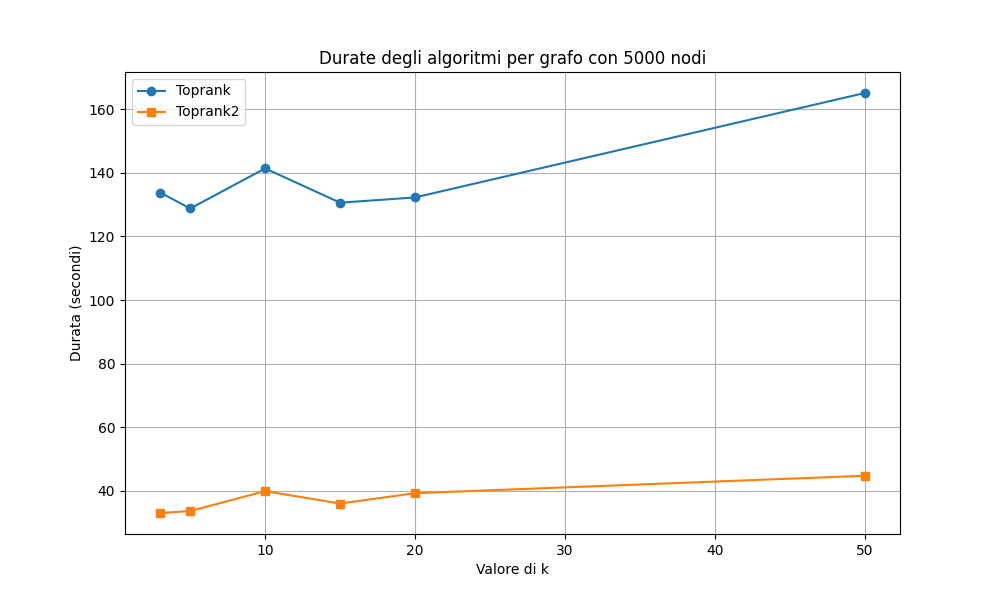 Durate degli algoritmi per grafo con 5000 nodi
Toprank
Toprank2
Durata (secondi)
160
140
120
100
80
60
40
10 20 30 40 50
Valore di k